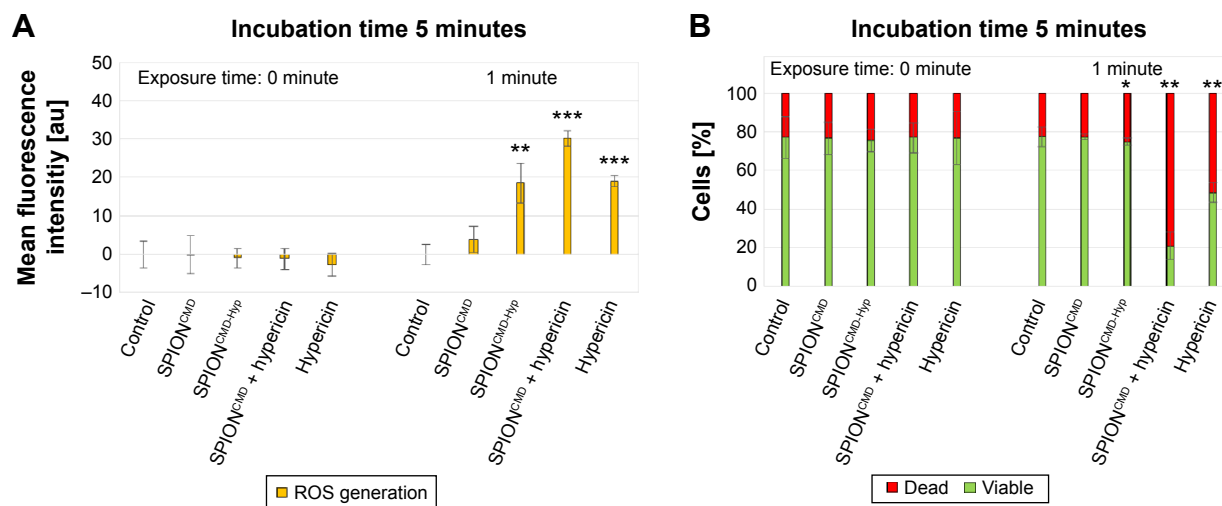 A
Incubation time 5 minutes
Mean fluorescence
intensitiy [au]
50
40
30
20
10
0
–10
Exposure time: 0 minute
1 minute
**
***
***
Control
SPIONCMD
SPIONCMD-Hyp
SPIONCMD + hypericin
Hypericin
Control
SPIONCMD
SPIONCMD-Hyp
SPIONCMD + hypericin
Hypericin
ROS generation
B
Incubation time 5 minutes
Cells [%]
100
80
60
40
20
0
Exposure time: 0 minute
1 minute
*
**
**
Control
SPIONCMD
SPIONCMD-Hyp
SPIONCMD + hypericin
Hypericin
Control
SPIONCMD
SPIONCMD-Hyp
SPIONCMD + hypericin
Hypericin
Dead
Viable